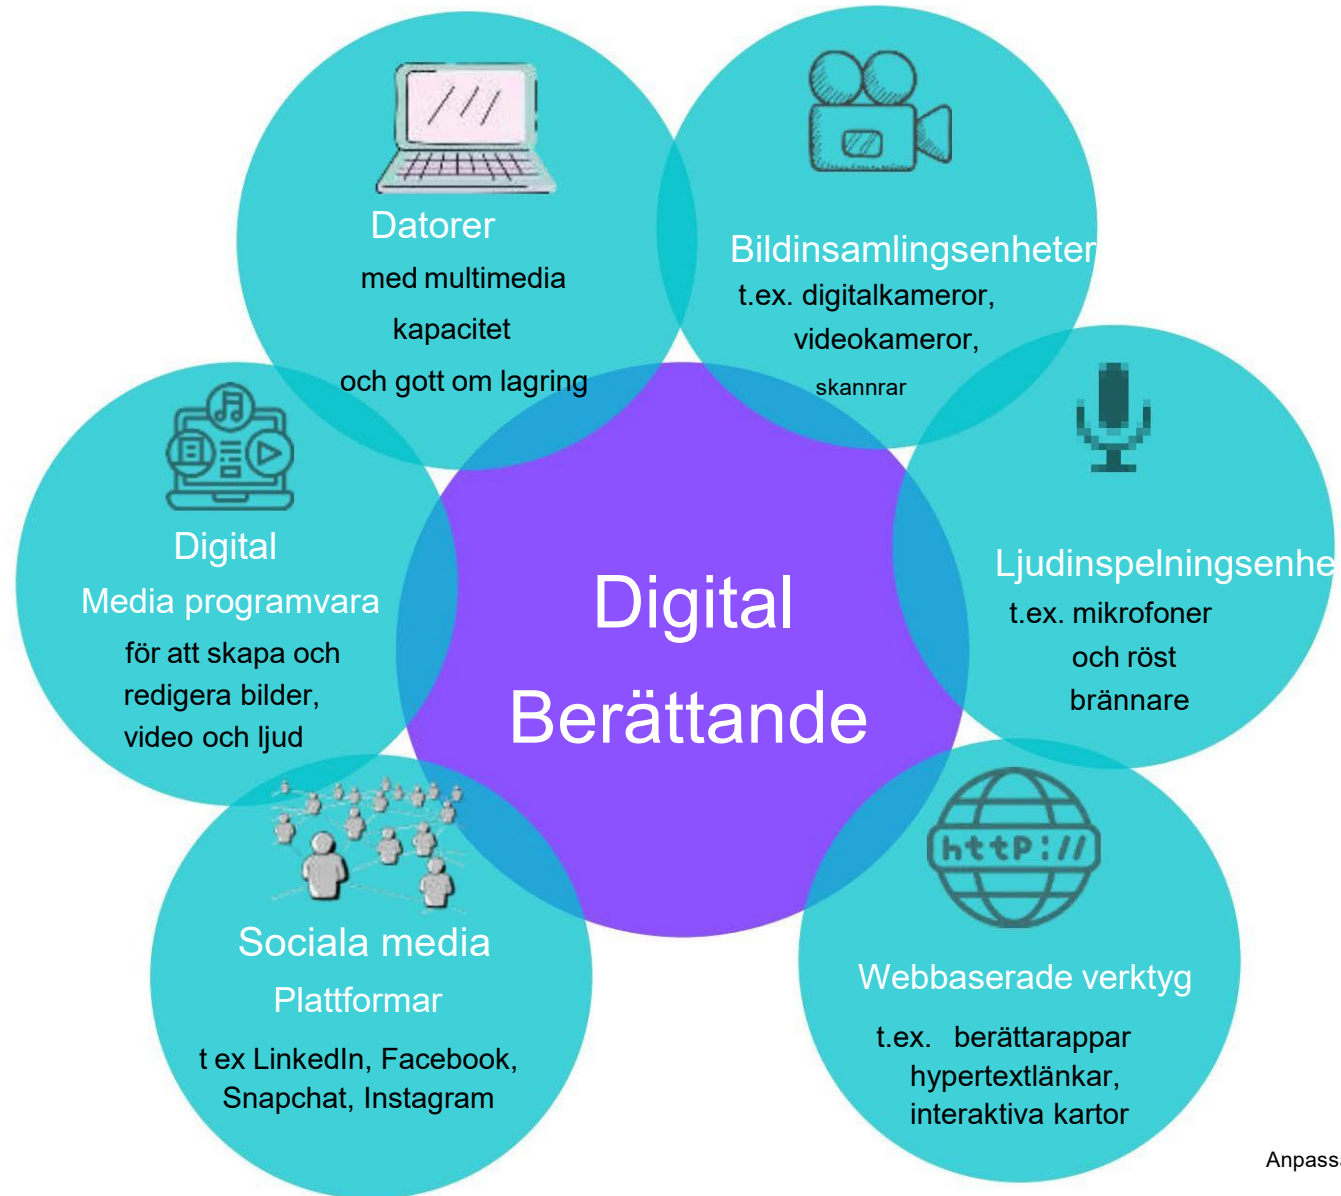 Datorer
med multimedia
kapacitet
och gott om lagring
Bildinsamlingsenheter
t.ex. digitalkameror,
videokameror,
skannrar
Digital
Media programvara
för att skapa och
redigera bilder,
video och ljud
Digital
Berättande
Ljudinspelningsenhe
t.ex. mikrofoner
och röst
brännare
Sociala media
Plattformar
t ex LinkedIn, Facebook,
Snapchat, Instagram
http://
Webbaserade verktyg
t.ex. berättarappar
hypertextlänkar,
interaktiva kartor
Anpass